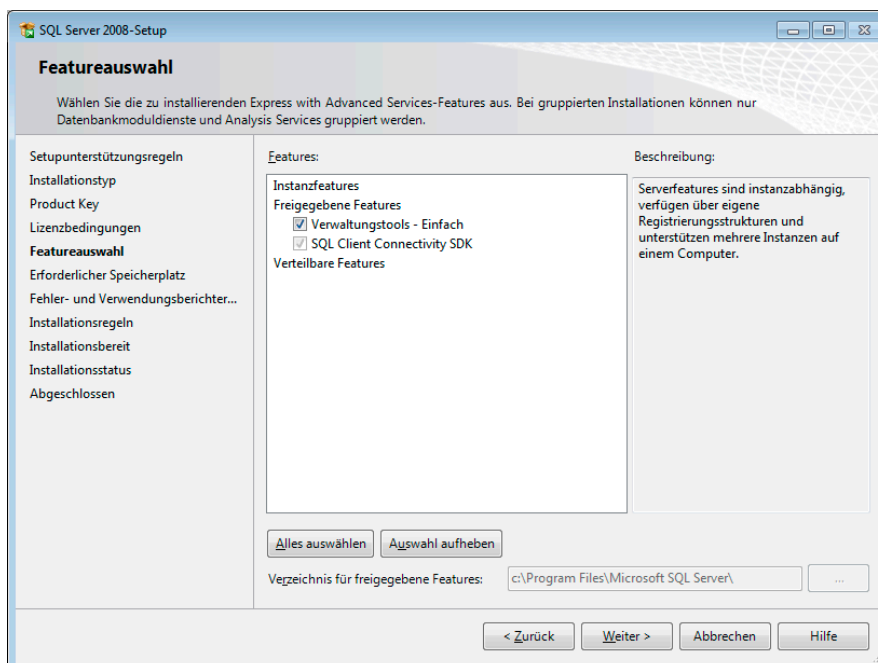 SQL Server 2008-Setup
Featureauswahl
Wählen Sie die zu installierenden Express with Advanced Services-Features aus. Bei gruppierten Installationen können nur
Datenbankmoduldienste und Analysis Services gruppiert werden.
Setupunterstützungsregeln
Installationstyp
Product Key
Lizenzbedingungen
Featureauswahl
Erforderlicher Speicherplatz
Fehler- und Verwendungsberichter...
Installationsregeln
Installationsbereit
Installationsstatus
Abgeschlossen
Features:
Instanzfeatures
Freigegebene Features
Verwaltungstools - Einfach
SQL Client Connectivity SDK
Verteilbare Features
Beschreibung:
Serverfeatures sind instanzabhängig,
verfügen über eigene
Registrierungsstrukturen und
unterstützen mehrere Instanzen auf
einem Computer.
Alles auswählen
Auswahl aufheben
Verzeichnis für freigegebene Features:
c:\Program Files\Microsoft SQL Server\
...
< Zurück
Weiter >
Abbrechen
Hilfe